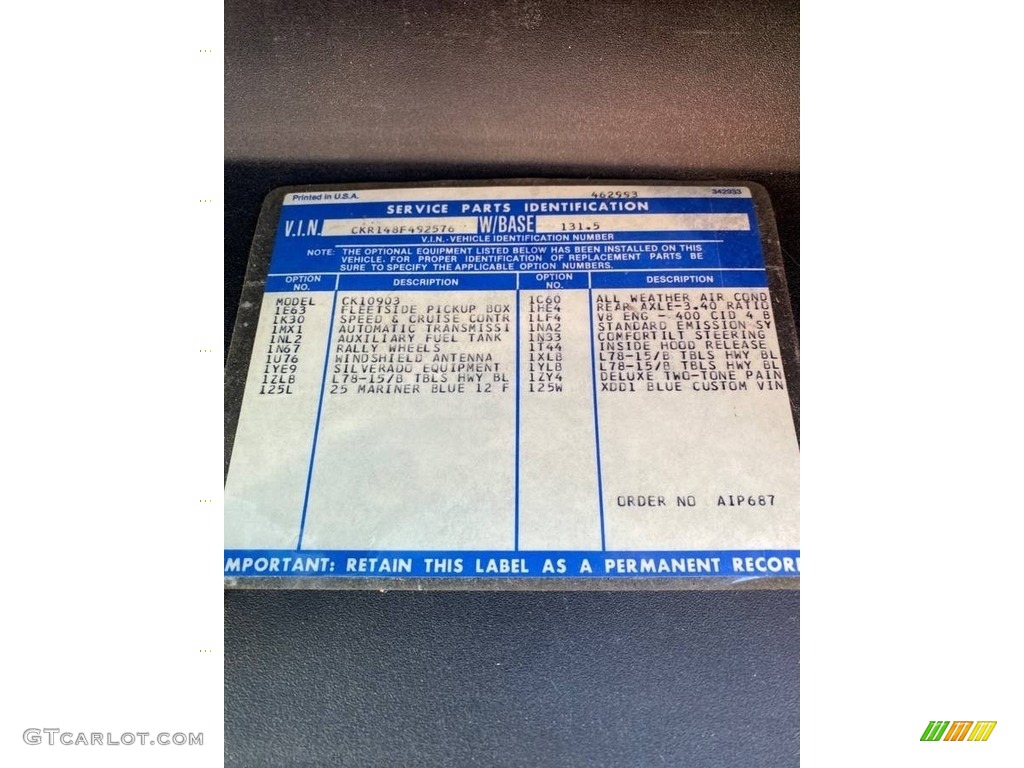 Printed in U.S.A. 462993 342933
SERVICE PARTS IDENTIFICATION
V.I.N. CKR148F492576 W/BASE 131.5
V.I.N.-VEHICLE IDENTIFICATION NUMBER
NOTE: THE OPTIONAL EQUIPMENT LISTED BELOW HAS BEEN INSTALLED ON THIS
VEHICLE. FOR PROPER IDENTIFICATION OF REPLACEMENT PARTS BE
SURE TO SPECIFY THE APPLICABLE OPTION NUMBERS.
OPTION NO. DESCRIPTION OPTION NO. DESCRIPTION
MODEL CK10903 1C60 ALL WEATHER AIR COND
1E63 FLEETSIDE PICKUP BOX 1HE4 REAR AXLE-3.40 RATIO
1K30 SPEED & CRUISE CONTR 1LF4 V8 ENG - 400 CID 4 B
1MX1 AUTOMATIC TRANSMISSI 1NA2 STANDARD EMISSION SY
1NL2 AUXILIARY FUEL TANK 1N33 COMFORTILT STEERING
1N67 RALLY WHEELS 1T44 INSIDE HOOD RELEASE
1U76 WINDSHIELD ANTENNA 1XLB L78-15/B TBLS HWY BL
1YE9 SILVERADO EQUIPMENT 1YLB L78-15/B TBLS HWY BL
1ZLB L78-15/B TBLS HWY BL 1ZY4 DELUXE TWO-TONE PAIN
125L 25 MARINER BLUE 12 F 125W XDD1 BLUE CUSTOM VIN
ORDER NO AIP687
MPORTANT: RETAIN THIS LABEL AS A PERMANENT RECOR
GTCARLOT.COM